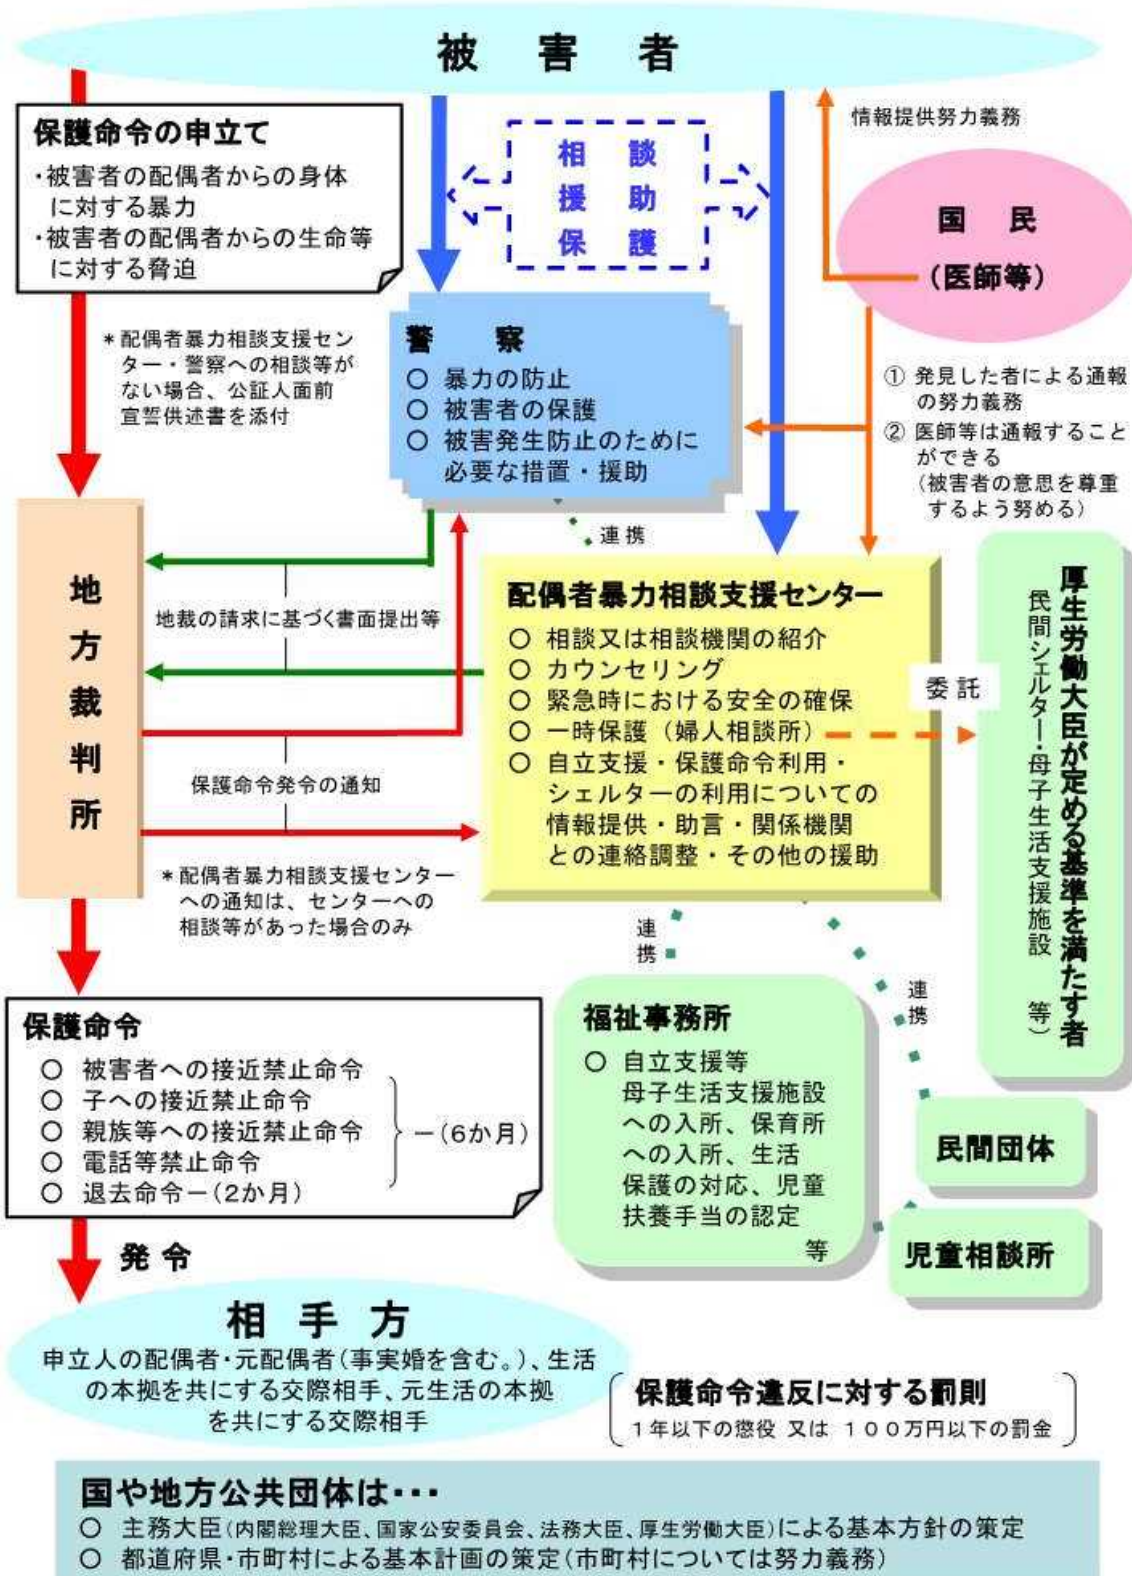 被 害 者
保護命令の申立て
・被害者の配偶者からの身体
に対する暴力
・被害者の配偶者からの生命等
に対する脅迫
相 談
援 助
保 護
情報提供努力義務
国 民
(医師等)
*配偶者暴力相談支援セン
ター・警察への相談等が
ない場合、公証人面前
宣誓供述書を添付
警 察
○ 暴力の防止
○ 被害者の保護
○ 被害発生防止のために
必要な措置・援助
① 発見した者による通報
の努力義務
② 医師等は通報すること
ができる
(被害者の意思を尊重
するよう努める)
連携
地方裁判所
地裁の請求に基づく書面提出等
保護命令発令の通知
*配偶者暴力相談支援センター
への通知は、センターへの
相談等があった場合のみ
配偶者暴力相談支援センター
○ 相談又は相談機関の紹介
○ カウンセリング
○ 緊急時における安全の確保
○ 一時保護(婦人相談所)
○ 自立支援・保護命令利用・
シェルターの利用についての
情報提供・助言・関係機関
との連絡調整・その他の援助
委託
厚生労働大臣が定める基準を満たす者
(民間シェルター・母子生活支援施設 等)
連携
連携
保護命令
○ 被害者への接近禁止命令
○ 子への接近禁止命令
○ 親族等への接近禁止命令
○ 電話等禁止命令
－(6か月)
○ 退去命令－(2か月)
福祉事務所
○ 自立支援等
母子生活支援施設
への入所、保育所
への入所、生活
保護の対応、児童
扶養手当の認定
等
民間団体
児童相談所
発令
相 手 方
申立人の配偶者・元配偶者(事実婚を含む。)、生活
の本拠を共にする交際相手、元生活の本拠
を共にする交際相手
保護命令違反に対する罰則
1年以下の懲役 又は 100万円以下の罰金
国や地方公共団体は・・・
○ 主務大臣(内閣総理大臣、国家公安委員会、法務大臣、厚生労働大臣)による基本方針の策定
○ 都道府県・市町村による基本計画の策定(市町村については努力義務)